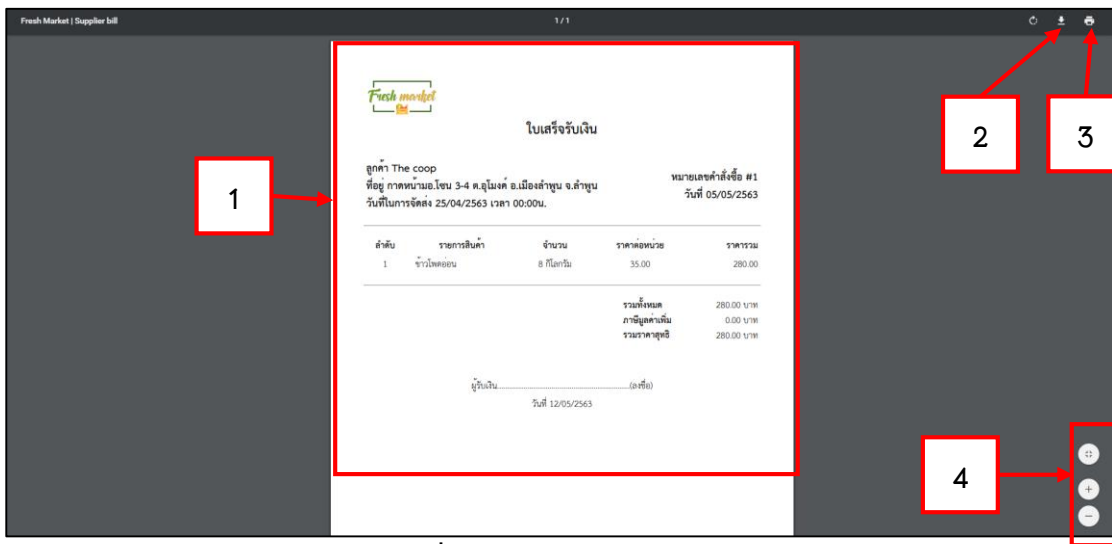 Fresh Market | Supplier bill
1 / 1
Fresh market
2
3
ใบเสร็จรับเงิน
1
ลูกค้า The coop
ที่อยู่ กาดหน้ามอ.โซน 3-4 ต.อุโมงค์ อ.เมืองลำพูน จ.ลำพูน
วันที่ในการจัดส่ง 25/04/2563 เวลา 00:00น.
หมายเลขคำสั่งซื้อ #1
วันที่ 05/05/2563
ลำดับ รายการสินค้า จำนวน ราคาต่อหน่วย ราคารวม
1 ข้าวโพดอ่อน 8 กิโลกรัม 35.00 280.00
รวมทั้งหมด 280.00 บาท
ภาษีมูลค่าเพิ่ม 0.00 บาท
รวมราคาสุทธิ 280.00 บาท
ผู้รับเงิน......................................................(ลงชื่อ)
วันที่ 12/05/2563
4